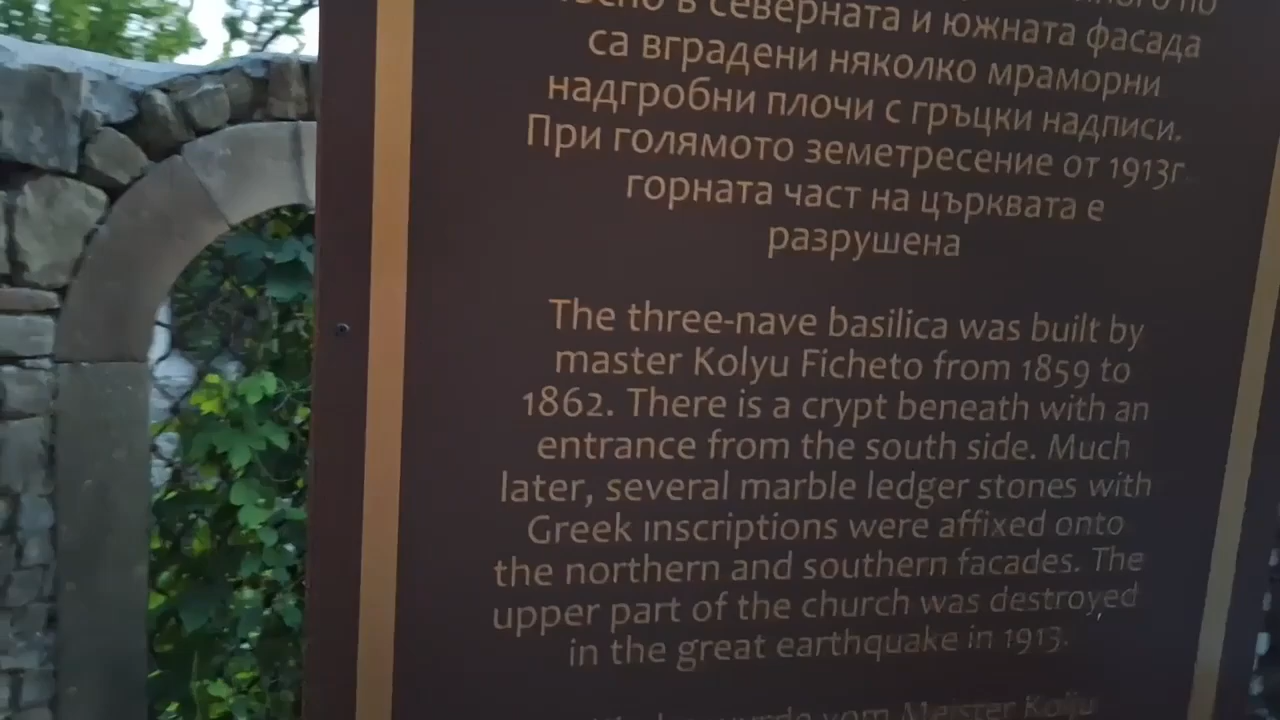 в северната и южната фасада
са вградени няколко мраморни
надгробни плочи с гръцки надписи.
При голямото земетресение от 1913г.
горната част на църквата е
разрушена
The three-nave basilica was built by
master Kolyu Ficheto from 1859 to
1862. There is a crypt beneath with an
entrance from the south side. Much
later, several marble ledger stones with
Greek inscriptions were affixed onto
the northern and southern facades. The
upper part of the church was destroyed
in the great earthquake in 1913.
vom Meister Kolju